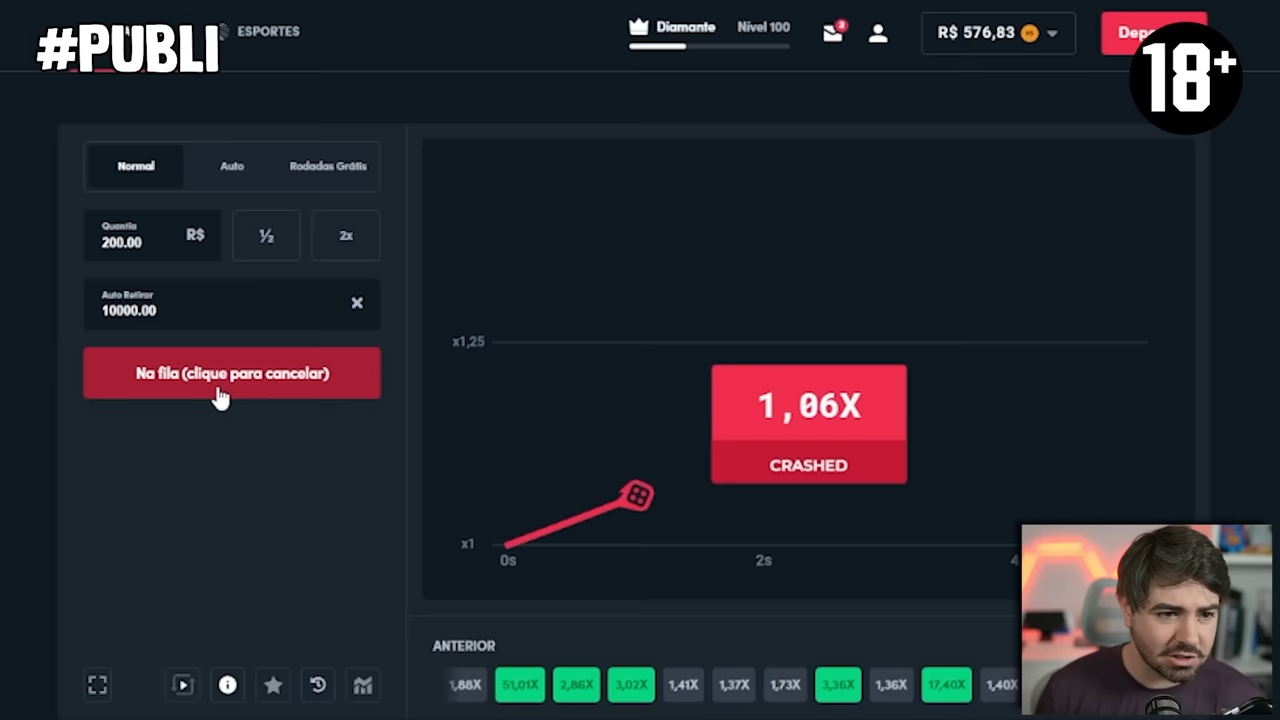 #PUBLI
ESPORTES
Diamante
Nível 100
3
R$ 576,83
18+
Normal
Auto
Rodadas Grátis
Quantia
200.00
R$
½
2x
Auto Retirar
10000.00
Na fila (clique para cancelar)
x1,25
1,06X
CRASHED
x1
0s
2s
4
ANTERIOR
1,88X
51,01X
2,86X
3,02X
1,41X
1,37X
1,73X
3,36X
1,36X
17,40X
1,40X